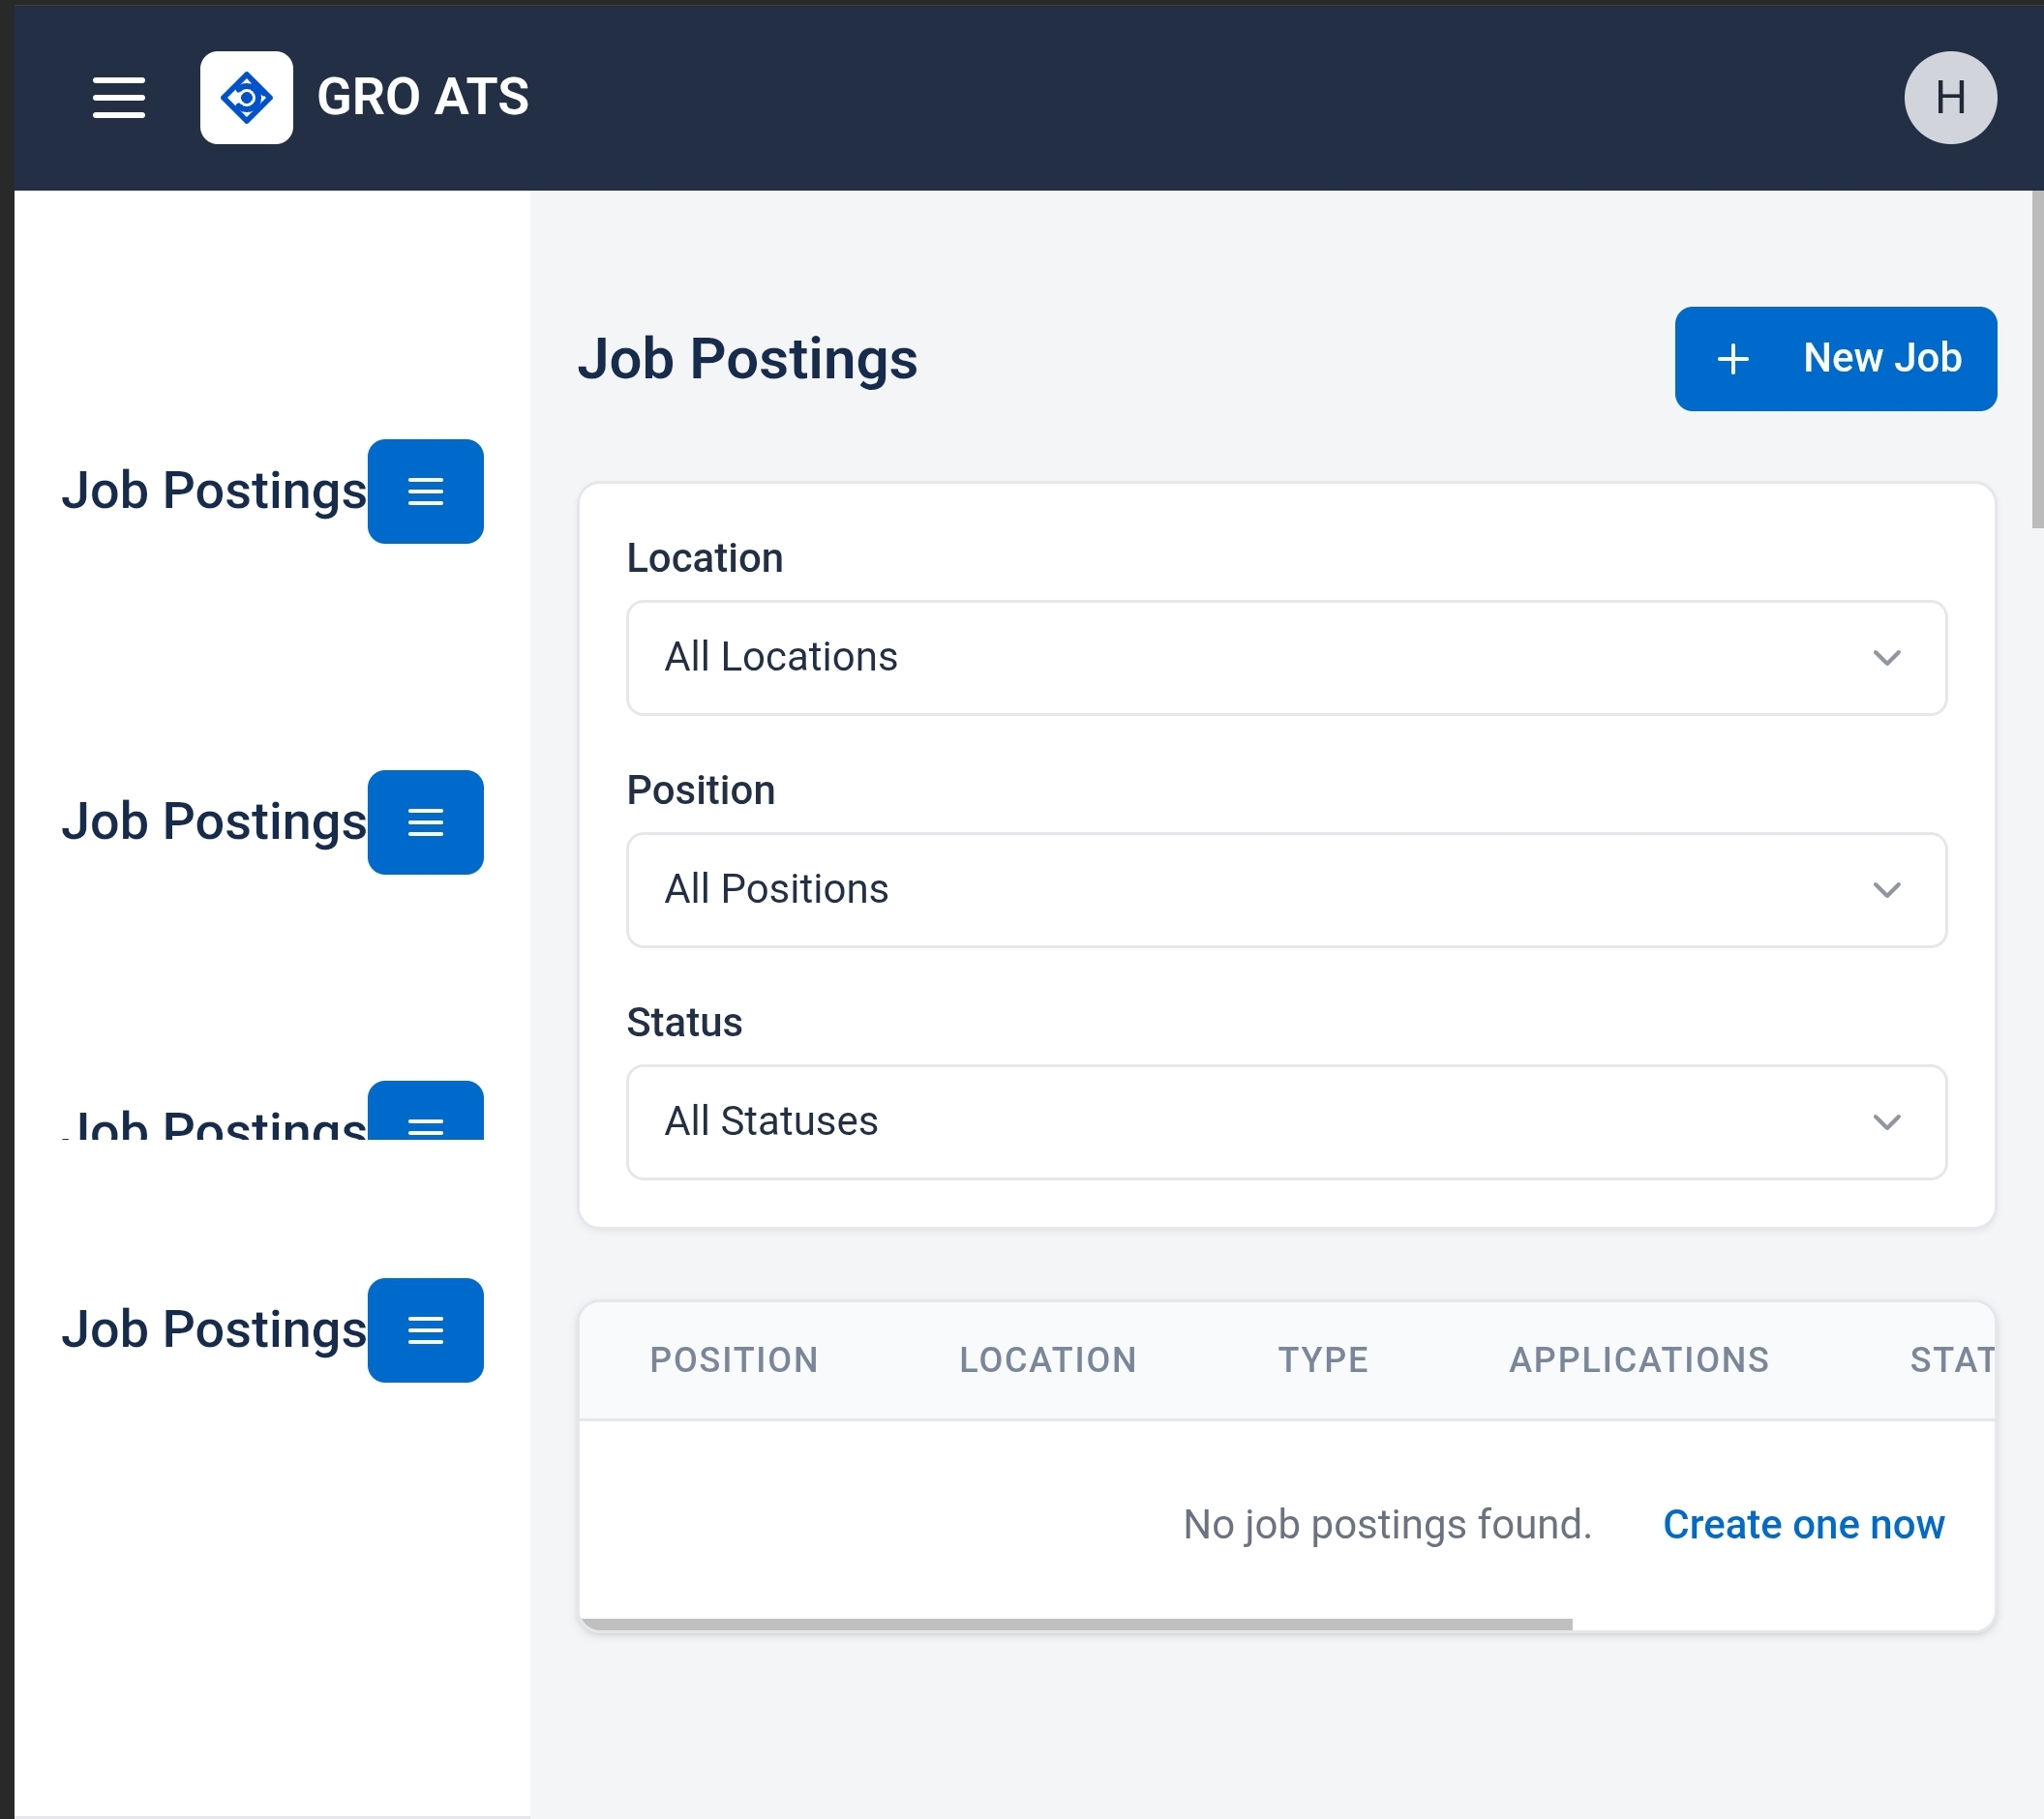 GRO ATS
H
Job Postings
Job Postings
Job Postings
Job Postings
Job Postings
New Job
Location
All Locations
Position
All Positions
Status
All Statuses
POSITION LOCATION TYPE APPLICATIONS STAT
No job postings found. Create one now